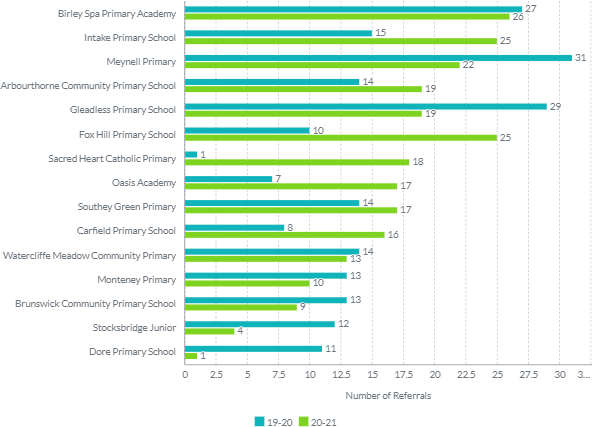 Birley Spa Primary Academy 27 26
Intake Primary School 15 25
Meynell Primary 31 22
Arbourthorne Community Primary School 14 19
Gleadless Primary School 29 19
Fox Hill Primary School 10 25
Sacred Heart Catholic Primary 1 18
Oasis Academy 7 17
Southey Green Primary 14 17
Carfield Primary School 8 16
Watercliffe Meadow Community Primary 14 13
Monteney Primary 13 10
Brunswick Community Primary School 13 9
Stocksbridge Junior 12 4
Dore Primary School 11 1
0 2.5 5 7.5 10 12.5 15 17.5 20 22.5 25 27.5 30 3...
Number of Referrals
19-20 20-21